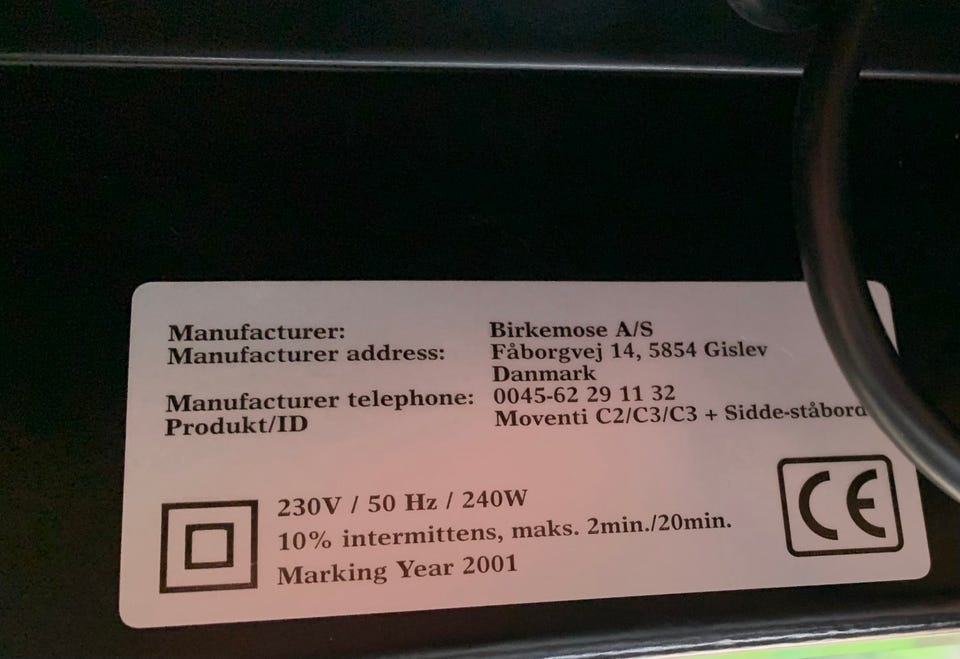 Manufacturer: Birkemose A/S
Manufacturer address: Fåborgvej 14, 5854 Gislev
Danmark
Manufacturer telephone: 0045-62 29 11 32
Produkt/ID Moventi C2/C3/C3 + Sidde-ståbord
230V / 50 Hz / 240W
10% intermittens, maks. 2min./20min.
Marking Year 2001
CE